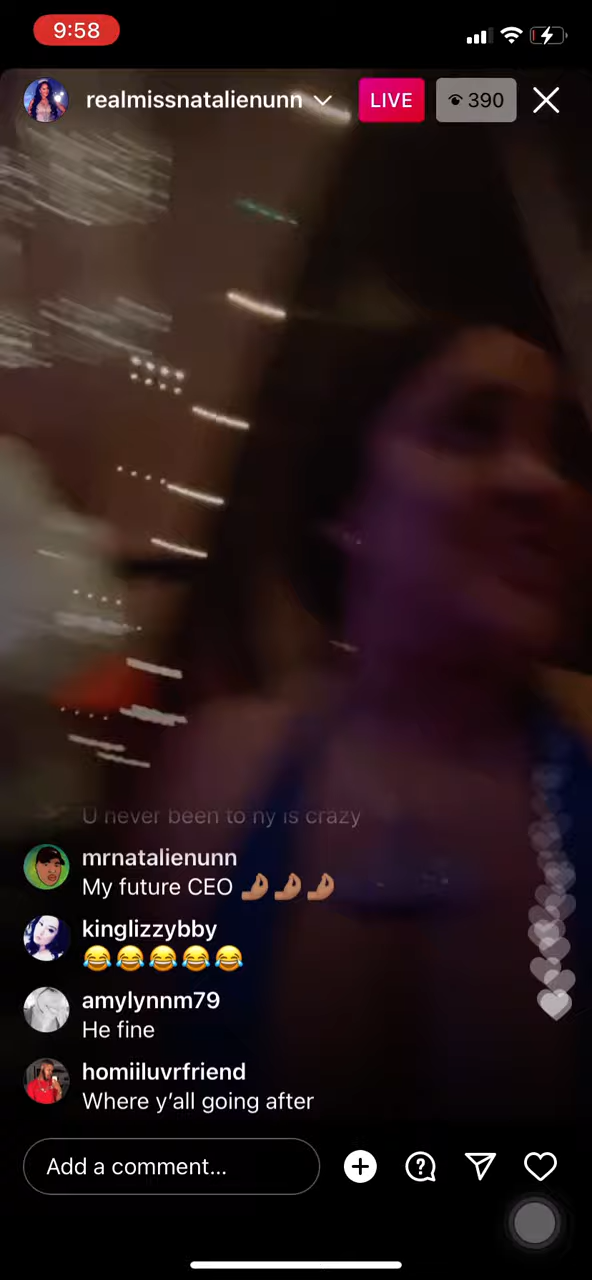 9:58
realmissnatalienunn
LIVE
390
U never been to ny is crazy
mrnatalienunn
My future CEO 🤌🏽🤌🏽🤌🏽
kinglizzybby
😂😂😂😂😂
amylynnm79
He fine
homiiluvrfriend
Where y'all going after
Add a comment...